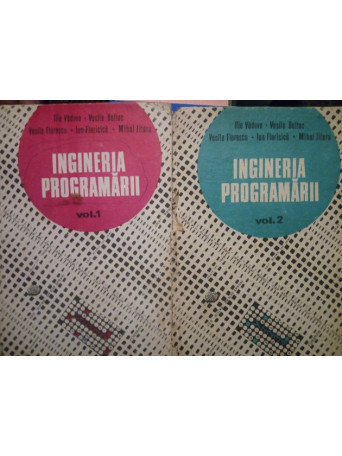 Ilie Văduva - Vasile Baltac
Vasile Florescu - Ion Floricică - Mihai Jitaru
INGINERIA
PROGRAMĂRII
vol.1
Ilie Văduva - Vasile Baltac
Vasile Florescu - Ion Floricică - Mihai Jitaru
INGINERIA
PROGRAMĂRII
vol.2